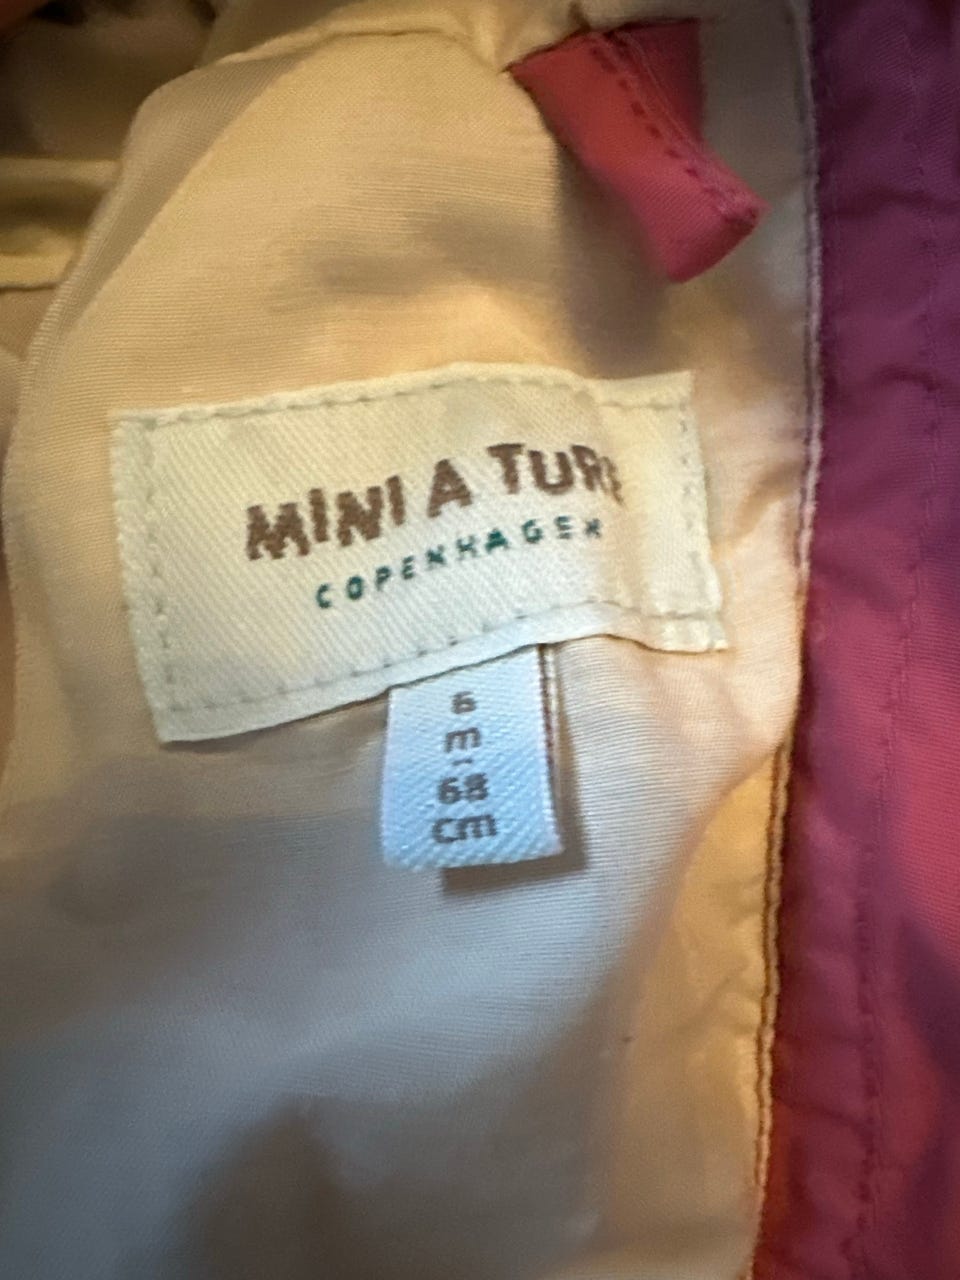 MINI A TURE
COPENHAGEN
6
m-
68
cm